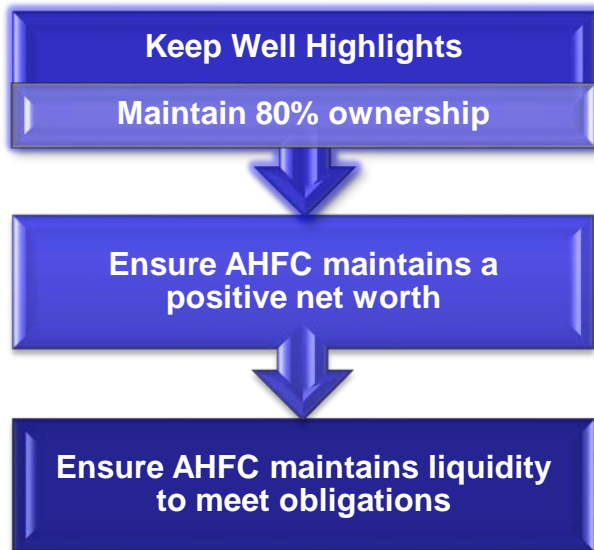 Keep Well Highlights
Maintain 80% ownership
Ensure AHFC maintains a
positive net worth
Ensure AHFC maintains liquidity
to meet obligations